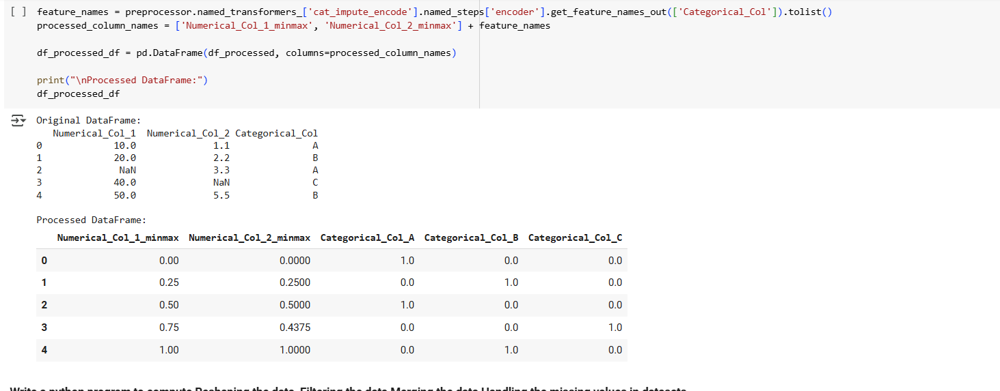 [ ] feature_names = preprocessor.named_transformers_['cat_impute_encode'].named_steps['encoder'].get_feature_names_out(['Categorical_Col']).tolist()
processed_column_names = ['Numerical_Col_1_minmax', 'Numerical_Col_2_minmax'] + feature_names
df_processed_df = pd.DataFrame(df_processed, columns=processed_column_names)
print("\nProcessed DataFrame:")
df_processed_df
Original DataFrame:
Numerical_Col_1 Numerical_Col_2 Categorical_Col
0 10.0 1.1 A
1 20.0 2.2 B
2 NaN 3.3 A
3 40.0 NaN C
4 50.0 5.5 B
Processed DataFrame:
Numerical_Col_1_minmax Numerical_Col_2_minmax Categorical_Col_A Categorical_Col_B Categorical_Col_C
0 0.00 0.0000 1.0 0.0 0.0
1 0.25 0.2500 0.0 1.0 0.0
2 0.50 0.5000 1.0 0.0 0.0
3 0.75 0.4375 0.0 0.0 1.0
4 1.00 1.0000 0.0 1.0 0.0
Write a python program to compute Reshaping the data, Filtering the data Merging the data Handling the missing values in datasets